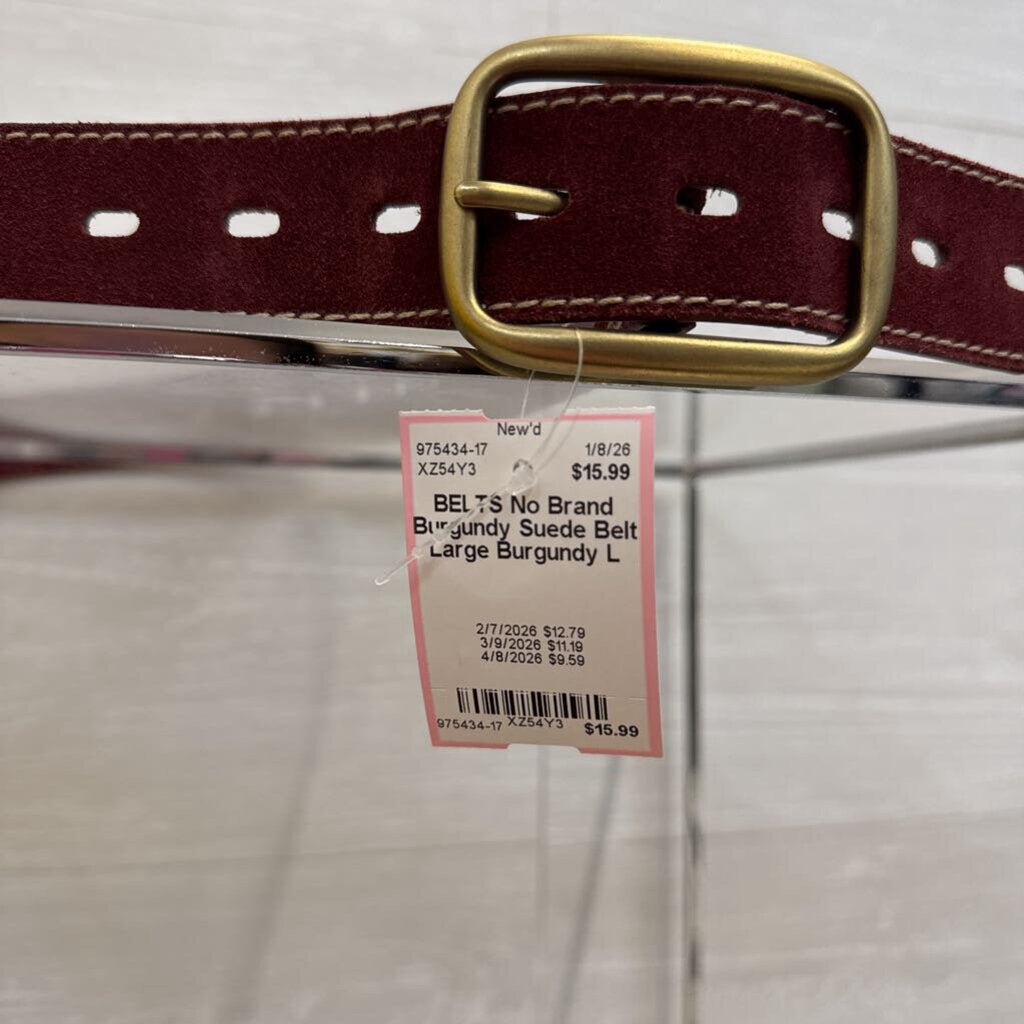 New'd
975434-17 1/8/26
XZ54Y3 $15.99
BELTS No Brand
Burgundy Suede Belt
Large Burgundy L
2/7/2026 $12.79
3/9/2026 $11.19
4/8/2026 $9.59
975434-17 XZ54Y3 $15.99